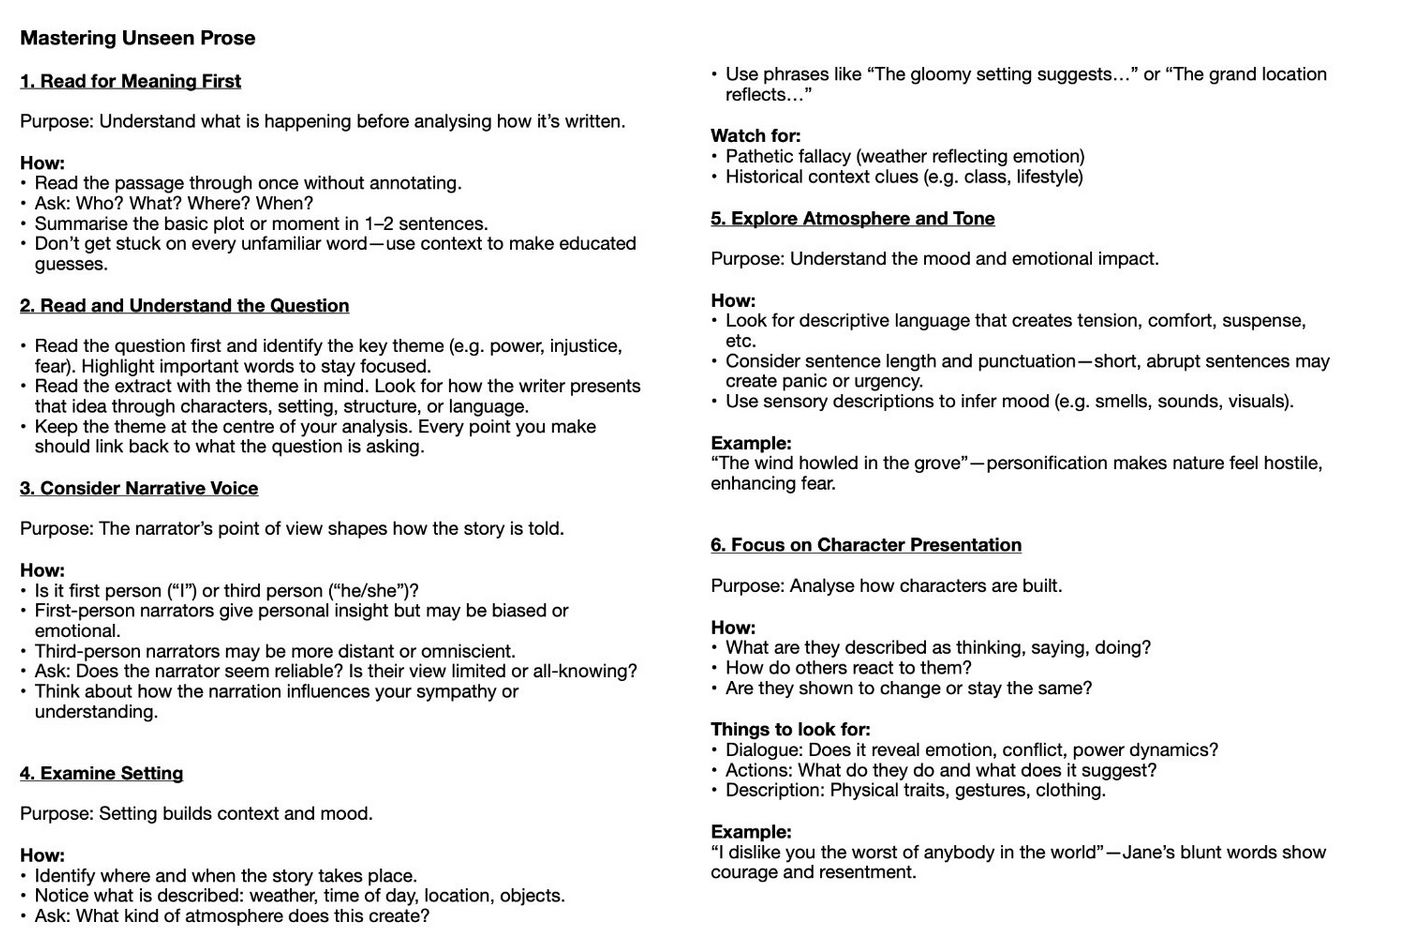 Mastering Unseen Prose
1. Read for Meaning First
Purpose: Understand what is happening before analysing how it’s written.
How:
• Read the passage through once without annotating.
• Ask: Who? What? Where? When?
• Summarise the basic plot or moment in 1–2 sentences.
• Don’t get stuck on every unfamiliar word—use context to make educated
guesses.
2. Read and Understand the Question
• Read the question first and identify the key theme (e.g. power, injustice,
fear). Highlight important words to stay focused.
• Read the extract with the theme in mind. Look for how the writer presents
that idea through characters, setting, structure, or language.
• Keep the theme at the centre of your analysis. Every point you make
should link back to what the question is asking.
3. Consider Narrative Voice
Purpose: The narrator’s point of view shapes how the story is told.
How:
• Is it first person (“I”) or third person (“he/she”)?
• First-person narrators give personal insight but may be biased or
emotional.
• Third-person narrators may be more distant or omniscient.
• Ask: Does the narrator seem reliable? Is their view limited or all-knowing?
• Think about how the narration influences your sympathy or
understanding.
4. Examine Setting
Purpose: Setting builds context and mood.
How:
• Identify where and when the story takes place.
• Notice what is described: weather, time of day, location, objects.
• Ask: What kind of atmosphere does this create?
• Use phrases like “The gloomy setting suggests…” or “The grand location
reflects…”
Watch for:
• Pathetic fallacy (weather reflecting emotion)
• Historical context clues (e.g. class, lifestyle)
5. Explore Atmosphere and Tone
Purpose: Understand the mood and emotional impact.
How:
• Look for descriptive language that creates tension, comfort, suspense,
etc.
• Consider sentence length and punctuation—short, abrupt sentences may
create panic or urgency.
• Use sensory descriptions to infer mood (e.g. smells, sounds, visuals).
Example:
“The wind howled in the grove”—personification makes nature feel hostile,
enhancing fear.
6. Focus on Character Presentation
Purpose: Analyse how characters are built.
How:
• What are they described as thinking, saying, doing?
• How do others react to them?
• Are they shown to change or stay the same?
Things to look for:
• Dialogue: Does it reveal emotion, conflict, power dynamics?
• Actions: What do they do and what does it suggest?
• Description: Physical traits, gestures, clothing.
Example:
“I dislike you the worst of anybody in the world”—Jane’s blunt words show
courage and resentment.